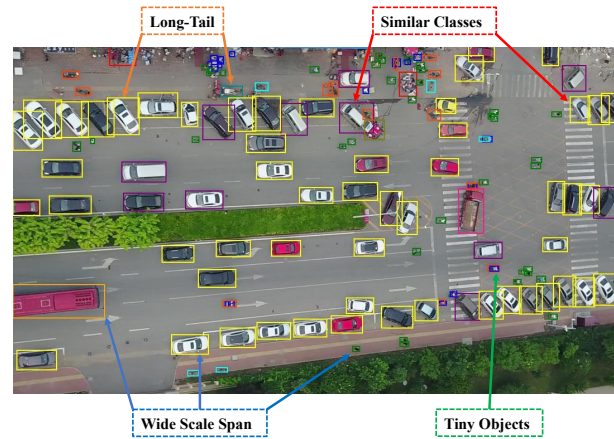 Long-Tail
Similar Classes
Wide Scale Span
Tiny Objects